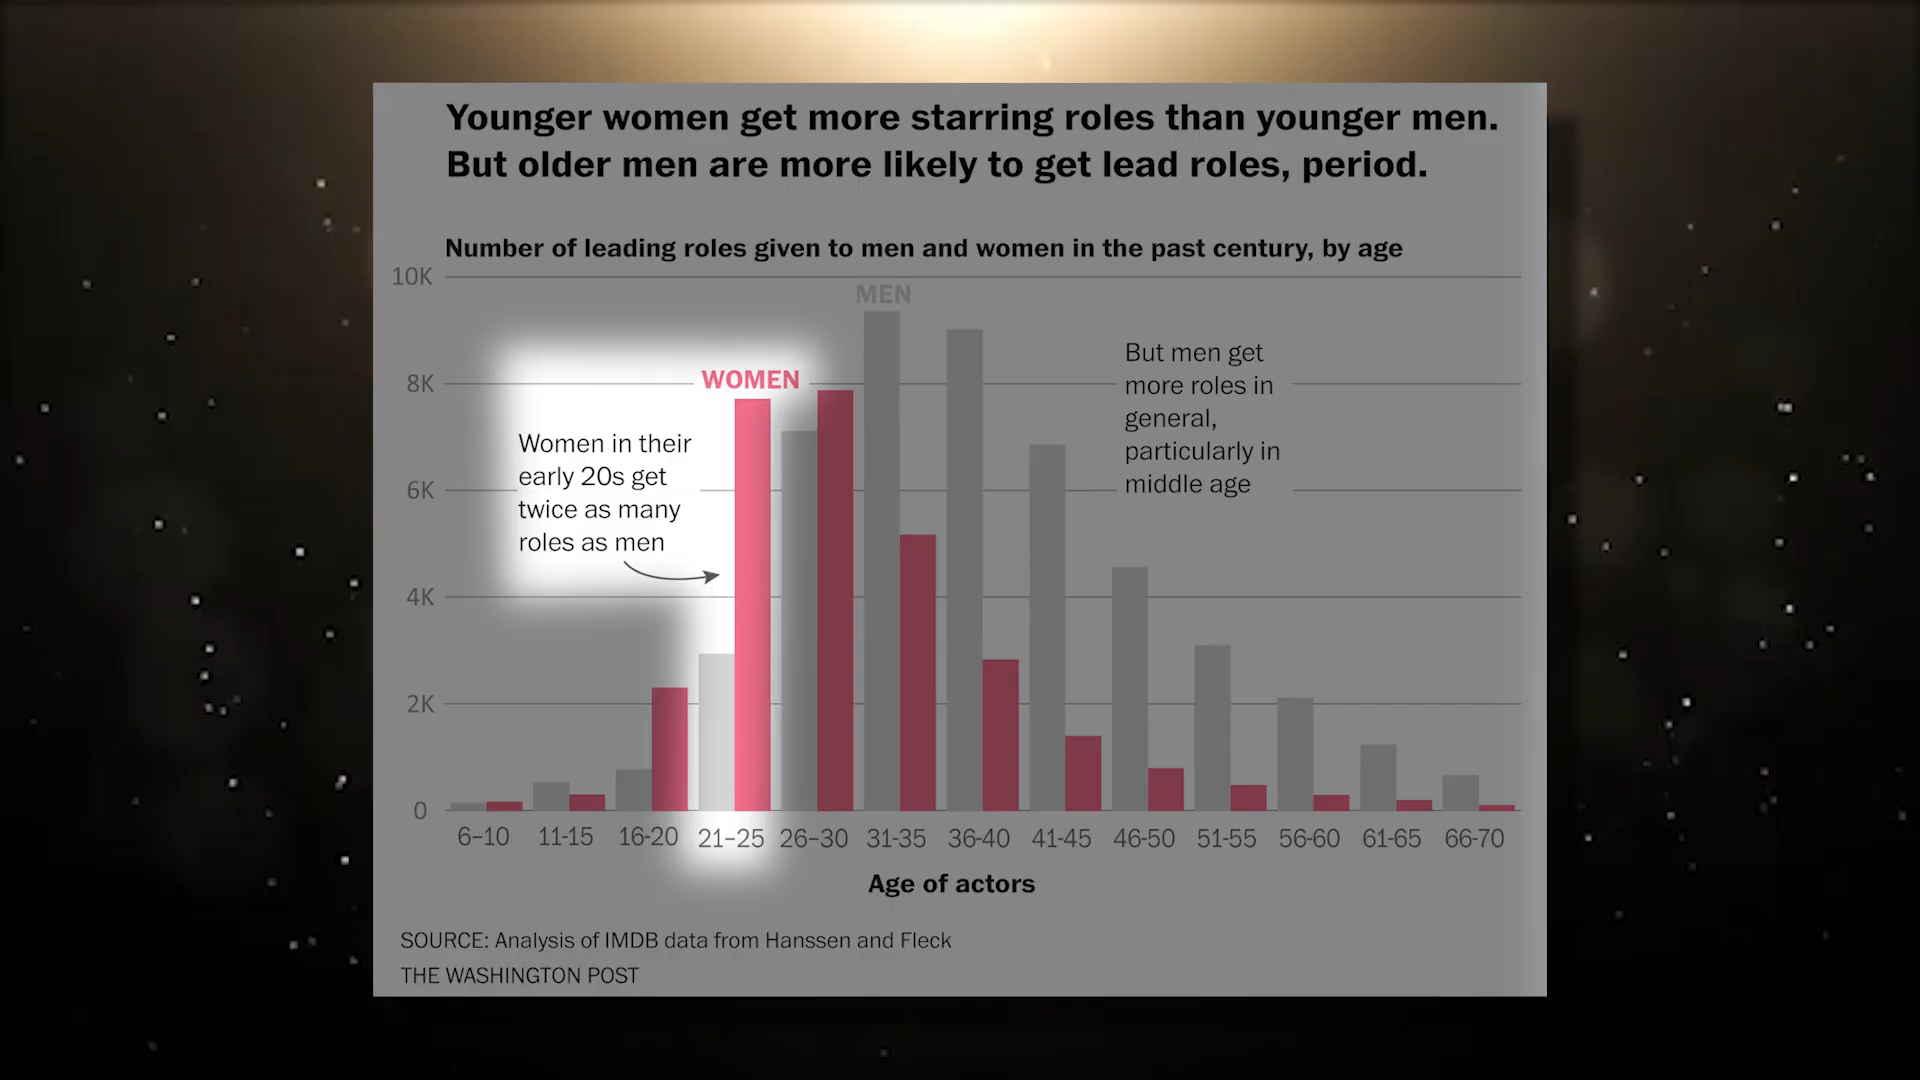 Younger women get more starring roles than younger men.
But older men are more likely to get lead roles, period.
Number of leading roles given to men and women in the past century, by age
10K
MEN
8K
WOMEN
But men get
more roles in
general,
particularly in
middle age
Women in their
early 20s get
twice as many
roles as men
6K
4K
2K
0
6–10 11-15 16-20 21–25 26–30 31-35 36-40 41-45 46-50 51-55 56-60 61-65 66-70
Age of actors
SOURCE: Analysis of IMDB data from Hanssen and Fleck
THE WASHINGTON POST